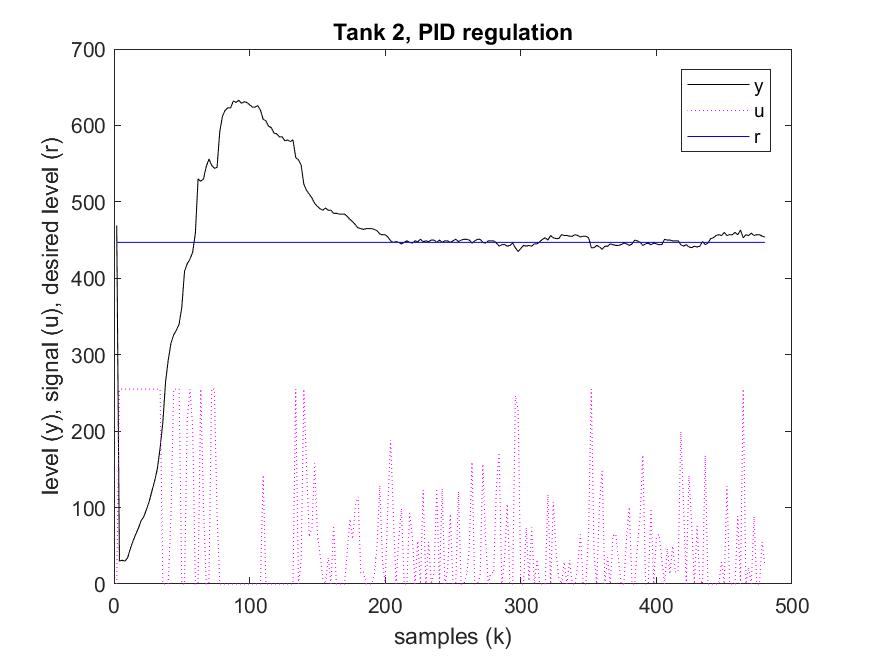 Tank 2, PID regulation
level (y), signal (u), desired level (r)
700
600
500
400
300
200
100
0
y
u
r
0 100 200 300 400 500
samples (k)